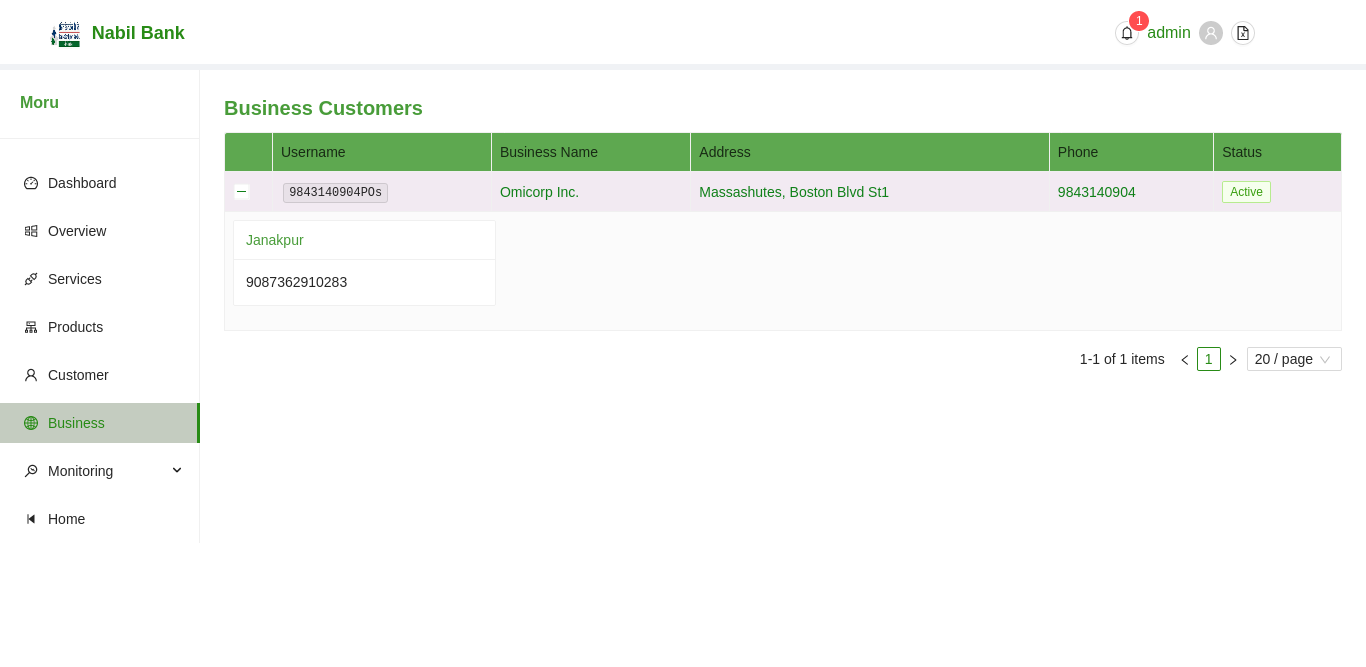 Nabil Bank
1
admin
Moru
Dashboard
Overview
Services
Products
Customer
Business
Monitoring
Home
Business Customers
Username Business Name Address Phone Status
9843140904POs Omicorp Inc. Massashutes, Boston Blvd St1 9843140904 Active
Janakpur
9087362910283
1-1 of 1 items 1 20 / page